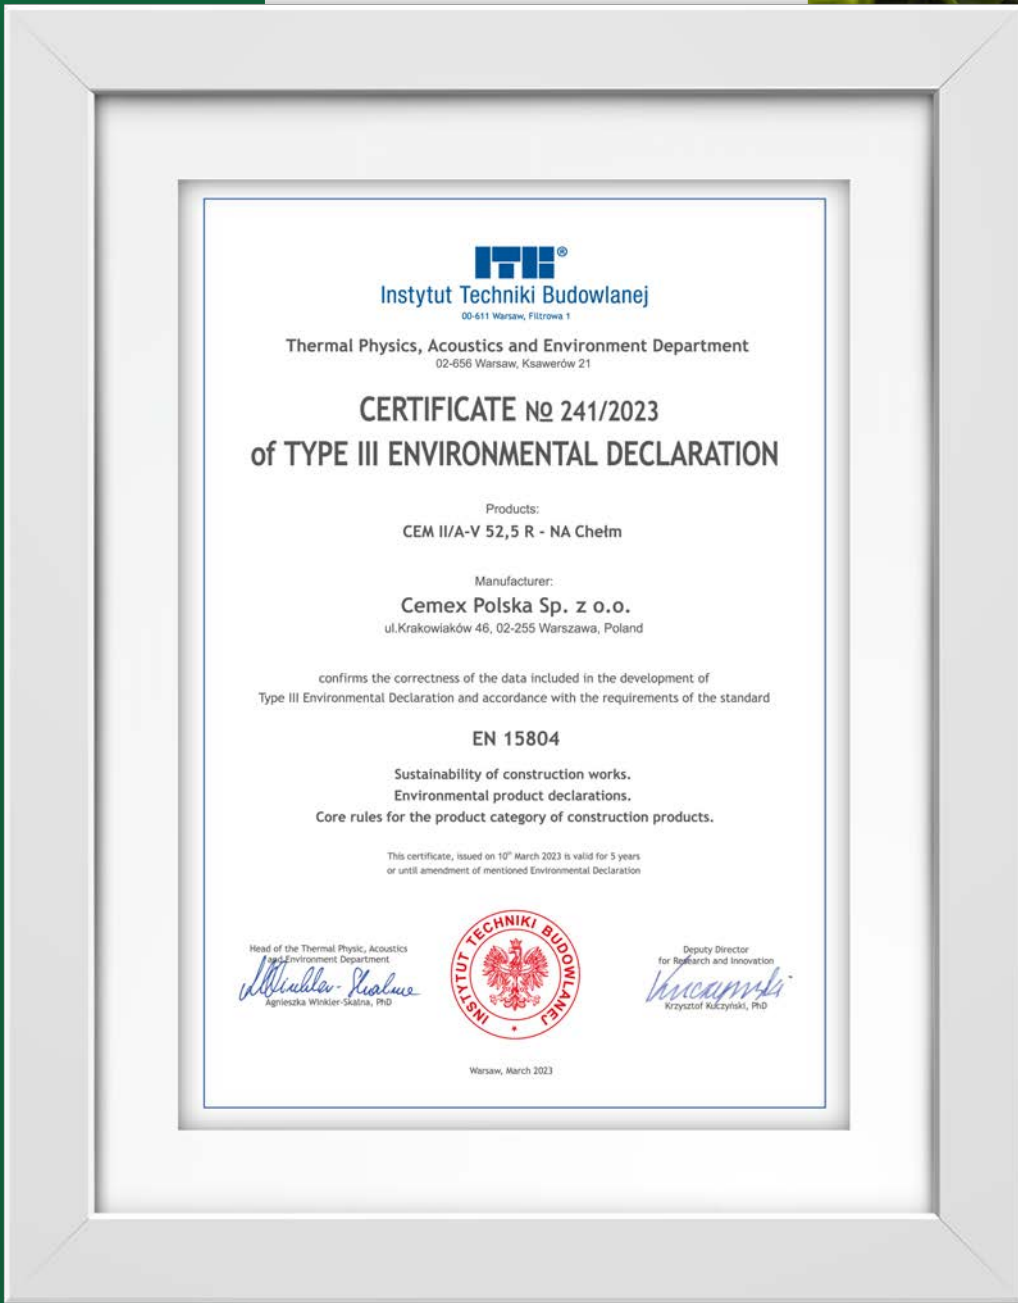 ITB®
Instytut Techniki Budowlanej
00-611 Warsaw, Filtrowa 1
Thermal Physics, Acoustics and Environment Department
02-656 Warsaw, Ksawerów 21
CERTIFICATE № 241/2023
of TYPE III ENVIRONMENTAL DECLARATION
Products:
CEM II/A-V 52,5 R - NA Chełm
Manufacturer:
Cemex Polska Sp. z o.o.
ul.Krakowiaków 46, 02-255 Warszawa, Poland
confirms the correctness of the data included in the development of
Type III Environmental Declaration and accordance with the requirements of the standard
EN 15804
Sustainability of construction works.
Environmental product declarations.
Core rules for the product category of construction products.
This certificate, issued on 10th March 2023 is valid for 5 years
or until amendment of mentioned Environmental Declaration
Head of the Thermal Physic, Acoustics
and Environment Department
Agnieszka Winkler-Skalna, PhD
INSTYTUT TECHNIKI BUDOWLANEJ
Deputy Director
for Research and Innovation
Krzysztof Kuczyński, PhD
Warsaw, March 2023